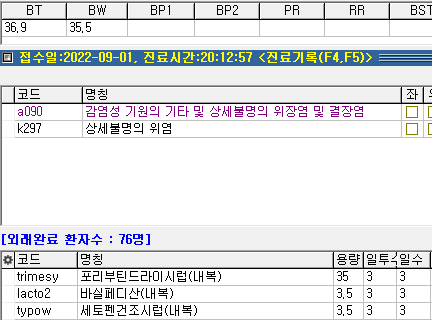 BT BW BP1 BP2 PR RR BST
36,9 35,5
접수일:2022-09-01, 진료시간:20:12:57 <진료기록(F4,F5)>
코드 명칭 좌
a090 감염성 기원의 기타 및 상세불명의 위장염 및 결장염
k297 상세불명의 위염
[외래완료 환자수 : 76명]
코드 명칭 용량 일투 일수
trimesy 포리부틴드라이시럽(내복) 35 3 3
lacto2 바실페디산(내복) 3,5 3 3
typow 세토펜건조시럽(내복) 3,5 3 3